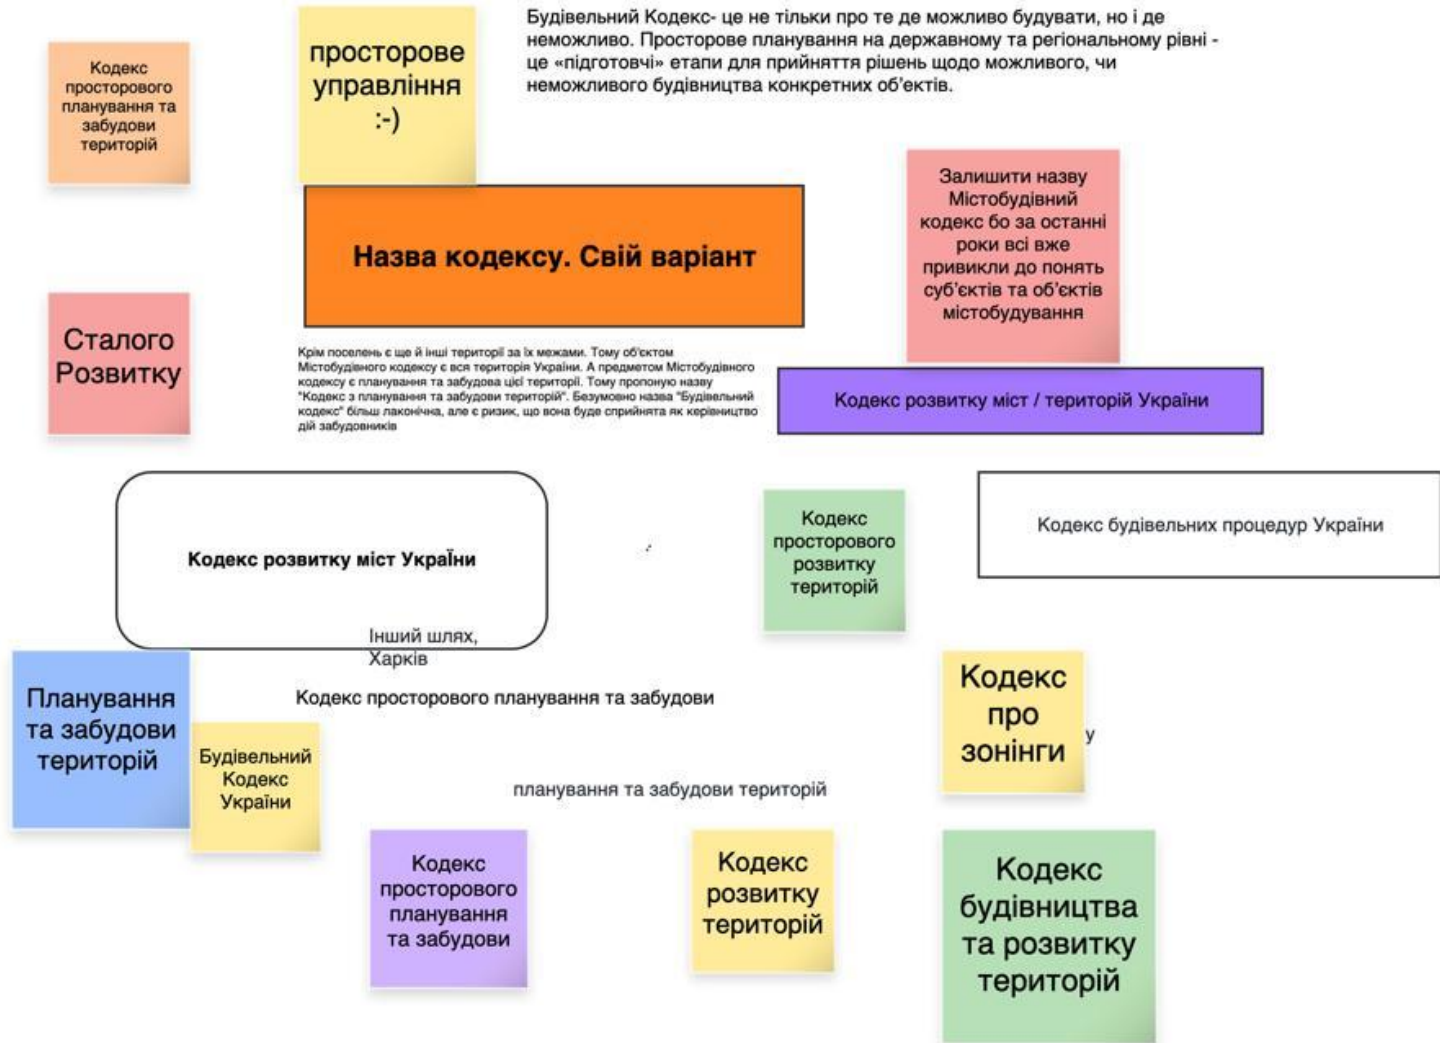 Будівельний Кодекс- це не тільки про те де можливо будувати, но і де
неможливо. Просторове планування на державному та регіональному рівні -
це «підготовчі» етапи для прийняття рішень щодо можливого, чи
неможливого будівництва конкретних об'єктів.
Кодекс
просторового
планування та
забудови
територій
просторове
управління
:-)
Назва кодексу. Свій варіант
Залишити назву
Містобудівний
кодекс бо за останні
роки всі вже
привикли до понять
суб'єктів та об'єктів
містобудування
Сталого
Розвитку
Крім поселень є ще й інші території за їх межами. Тому об'єктом
Містобудівного кодексу є вся територія України. А предметом Містобудівного
кодексу є планування та забудова цієї території. Тому пропоную назву
"Кодекс з планування та забудови територій". Безумовно назва "Будівельний
кодекс" більш лаконічна, але є ризик, що вона буде сприйнята як керівництво
дій забудовників
Кодекс розвитку міст / територій України
Кодекс розвитку міст УкраЇни
Кодекс
просторового
розвитку
територій
Кодекс будівельних процедур України
Інший шлях,
Харків
Планування
та забудови
територій
Кодекс просторового планування та забудови
Будівельний
Кодекс
України
Кодекс
про
зонінги
у
планування та забудови територій
Кодекс
просторового
планування
та забудови
Кодекс
розвитку
територій
Кодекс
будівництва
та розвитку
територій